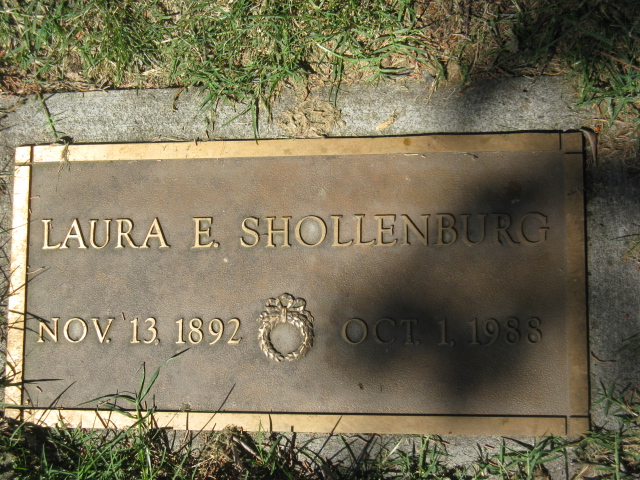 LAURA E. SHOLLENBURG
NOV. 13, 1892 OCT. 1, 1988